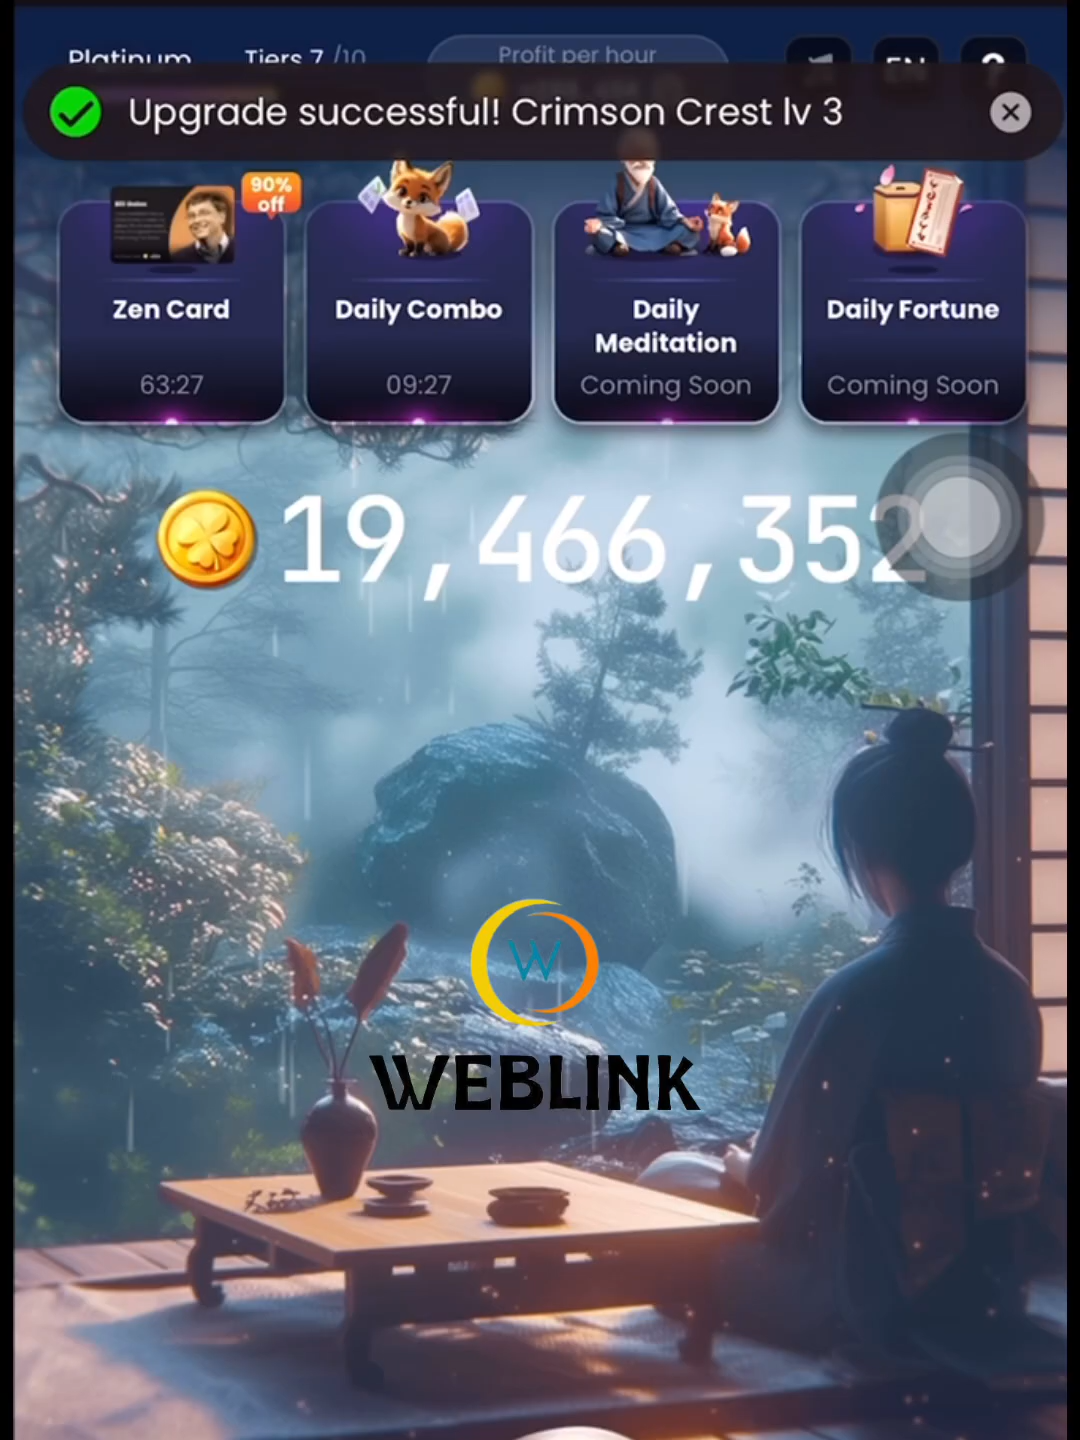 Platinum
Tiers 7 /10
Profit per hour
EN
?
Upgrade successful! Crimson Crest lv 3
90%
off
Zen Card
63:27
Daily Combo
09:27
Daily
Meditation
Coming Soon
Daily Fortune
Coming Soon
19,466,352
W
WEBLINK